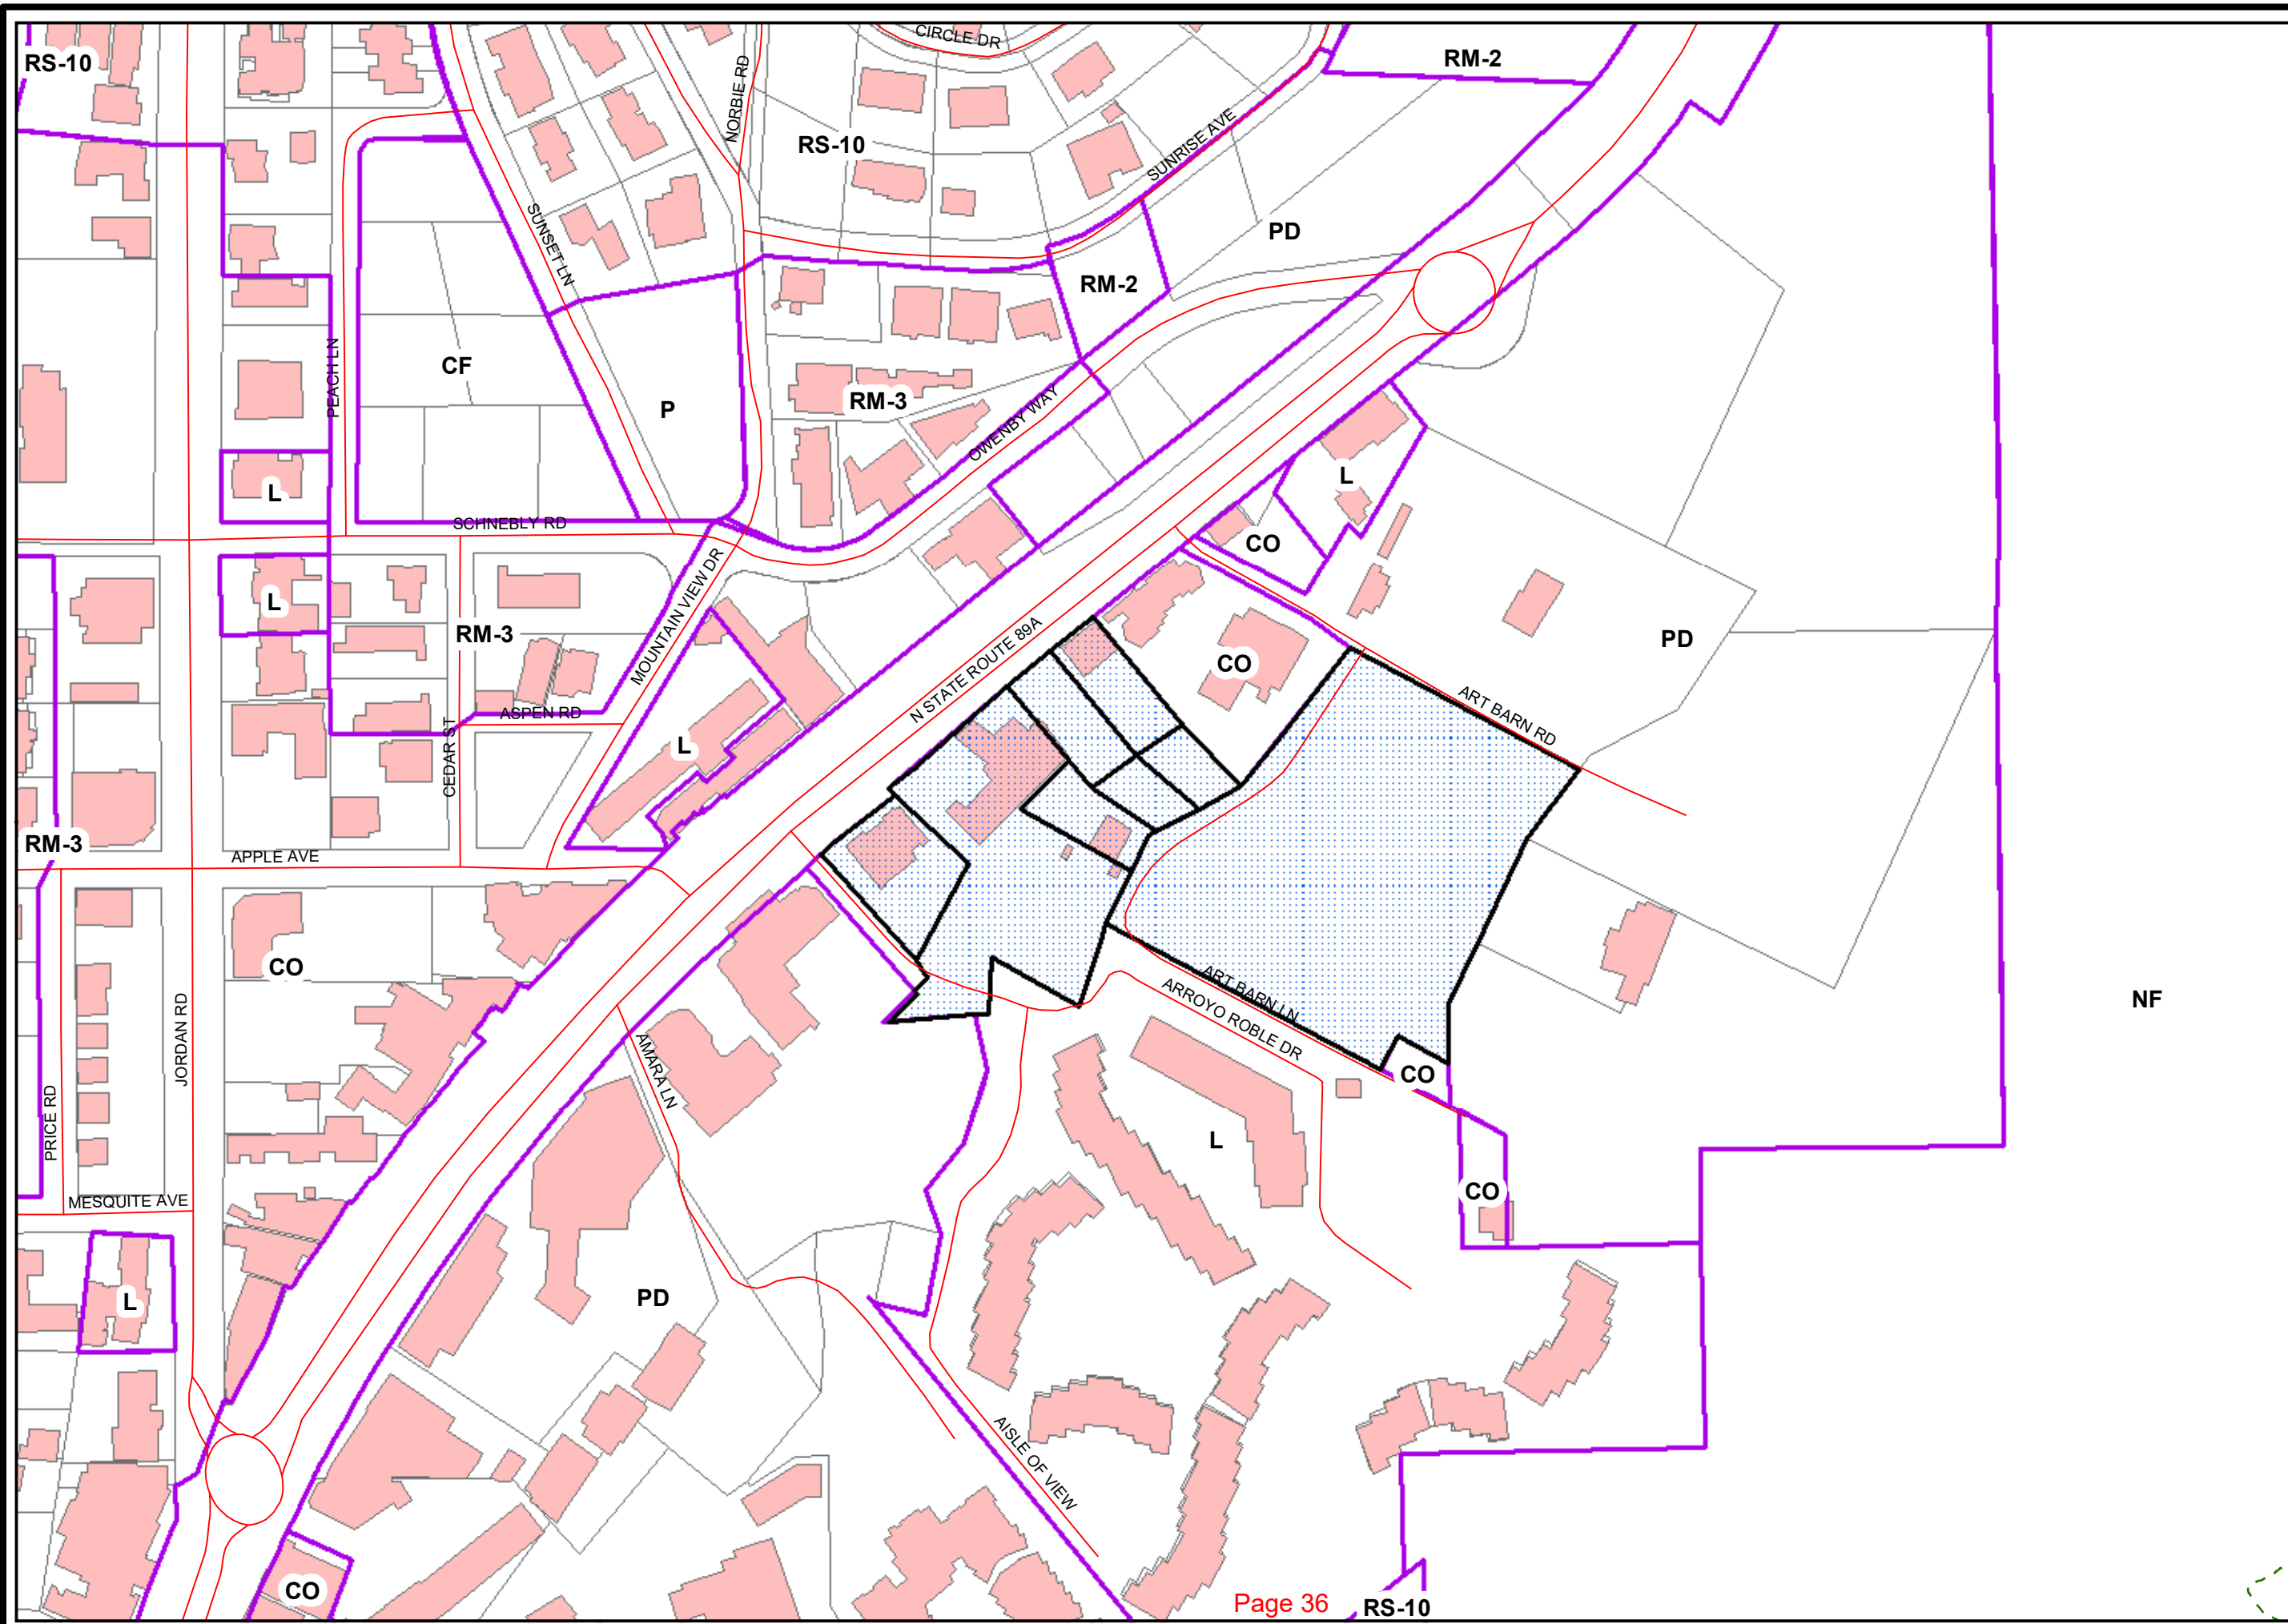 CIRCLE DR
RS-10
RM-2
NORBIE RD
RS-10
SUNRISE AVE
SUNSET LN
PD
RM-2
PEACH LN
CF
P
RM-3
OWENBY WAY
L
L
SCHNEBLY RD
CO
MOUNTAIN VIEW DR
L
RM-3
N STATE ROUTE 89A
CO
PD
ASPEN RD
ART BARN RD
CEDAR ST
L
RM-3
APPLE AVE
CO
ART BARN LN
ARROYO ROBLE DR
NF
JORDAN RD
AMARA LN
CO
PRICE RD
L
MESQUITE AVE
CO
L
PD
AISLE OF VIEW
CO
Page 36
RS-10